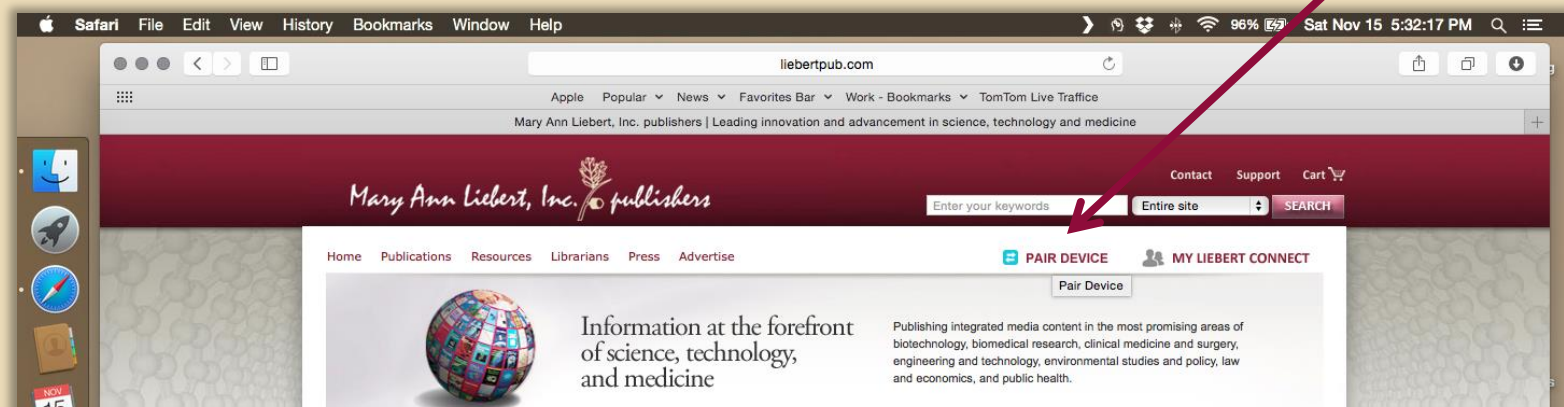 Safari File Edit View History Bookmarks Window Help 96% Sat Nov 15 5:32:17 PM
liebertpub.com
Apple Popular News Favorites Bar Work - Bookmarks TomTom Live Traffice
Mary Ann Liebert, Inc. publishers | Leading innovation and advancement in science, technology and medicine
Contact Support Cart
Mary Ann Liebert, Inc. publishers
Enter your keywords Entire site SEARCH
Home Publications Resources Librarians Press Advertise PAIR DEVICE MY LIEBERT CONNECT
Pair Device
Information at the forefront
of science, technology,
and medicine
Publishing integrated media content in the most promising areas of
biotechnology, biomedical research, clinical medicine and surgery,
engineering and technology, environmental studies and policy, law
and economics, and public health.
NOV
15